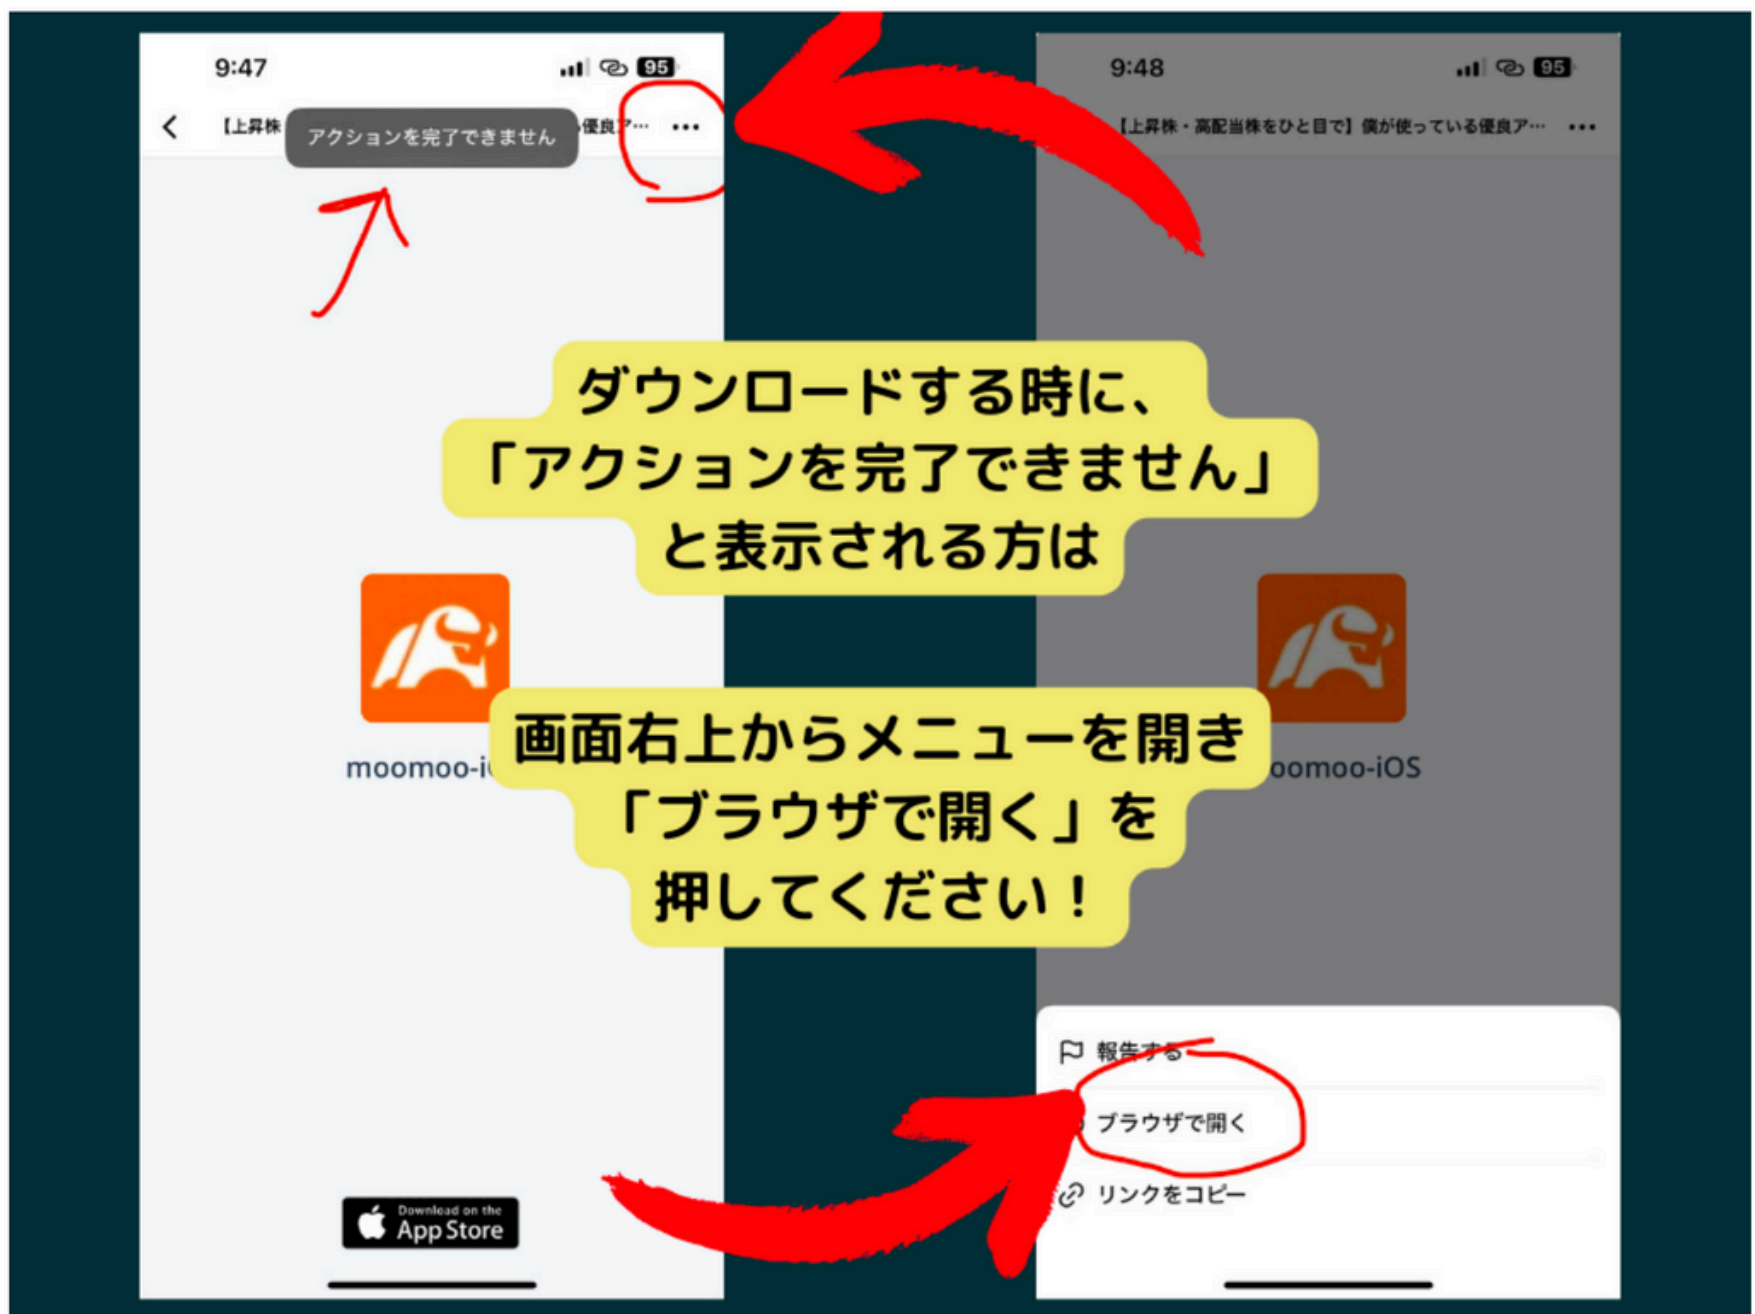 9:47
95
【上昇株
アクションを完了できません
優良ア…
…
9:48
95
【上昇株・高配当株をひと目で】僕が使っている優良ア…
…
ダウンロードする時に、
「アクションを完了できません」
と表示される方は
画面右上からメニューを開き
「ブラウザで開く」を
押してください！
moomoo-i
oomoo-iOS
報告する
ブラウザで開く
リンクをコピー
Download on the
App Store